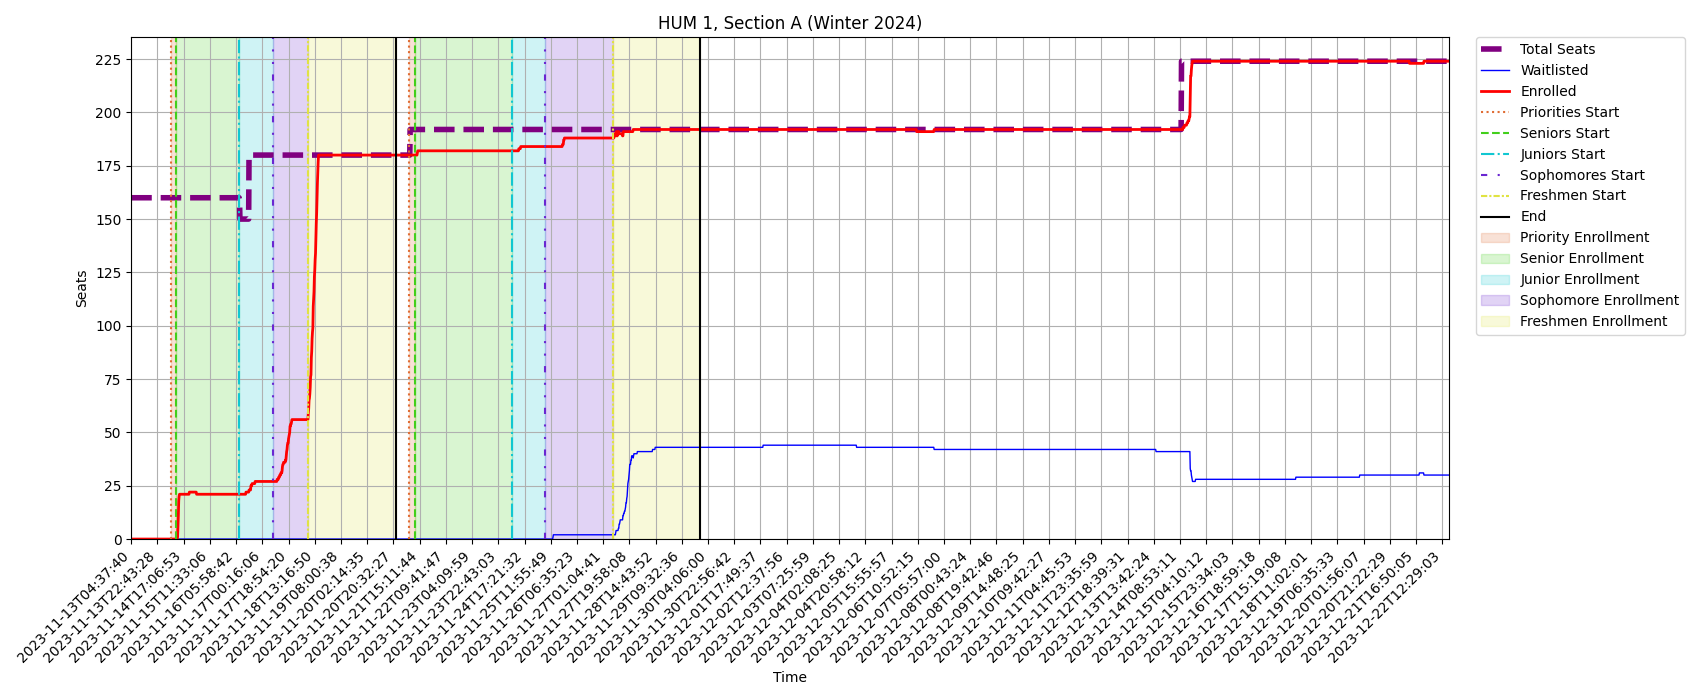 HUM 1, Section A (Winter 2024)
Seats
225
200
175
150
125
100
75
50
25
0
2023-11-13T04:37:40
2023-11-13T22:43:28
2023-11-14T17:06:53
2023-11-15T11:33:06
2023-11-16T05:58:42
2023-11-17T00:16:06
2023-11-17T18:54:20
2023-11-18T13:16:50
2023-11-19T08:00:38
2023-11-20T02:14:35
2023-11-20T20:32:27
2023-11-21T15:11:44
2023-11-22T09:41:47
2023-11-23T04:09:59
2023-11-23T22:43:03
2023-11-24T17:21:32
2023-11-25T11:55:49
2023-11-26T06:35:23
2023-11-27T01:04:41
2023-11-27T19:58:08
2023-11-28T14:43:52
2023-11-29T09:32:36
2023-11-30T04:06:00
2023-11-30T22:56:42
2023-12-01T17:49:37
2023-12-02T12:37:56
2023-12-03T07:25:59
2023-12-04T02:08:25
2023-12-04T20:58:12
2023-12-05T15:55:57
2023-12-06T10:52:15
2023-12-07T05:57:00
2023-12-08T00:43:24
2023-12-08T19:42:46
2023-12-09T14:48:25
2023-12-10T09:42:27
2023-12-11T04:45:53
2023-12-11T23:35:59
2023-12-12T18:39:31
2023-12-13T13:42:24
2023-12-14T08:53:11
2023-12-15T04:10:12
2023-12-15T23:34:03
2023-12-16T18:59:18
2023-12-17T15:19:08
2023-12-18T11:02:01
2023-12-19T06:35:33
2023-12-20T01:56:07
2023-12-20T21:22:29
2023-12-21T16:50:05
2023-12-22T12:29:03
Time
Total Seats
Waitlisted
Enrolled
Priorities Start
Seniors Start
Juniors Start
Sophomores Start
Freshmen Start
End
Priority Enrollment
Senior Enrollment
Junior Enrollment
Sophomore Enrollment
Freshmen Enrollment